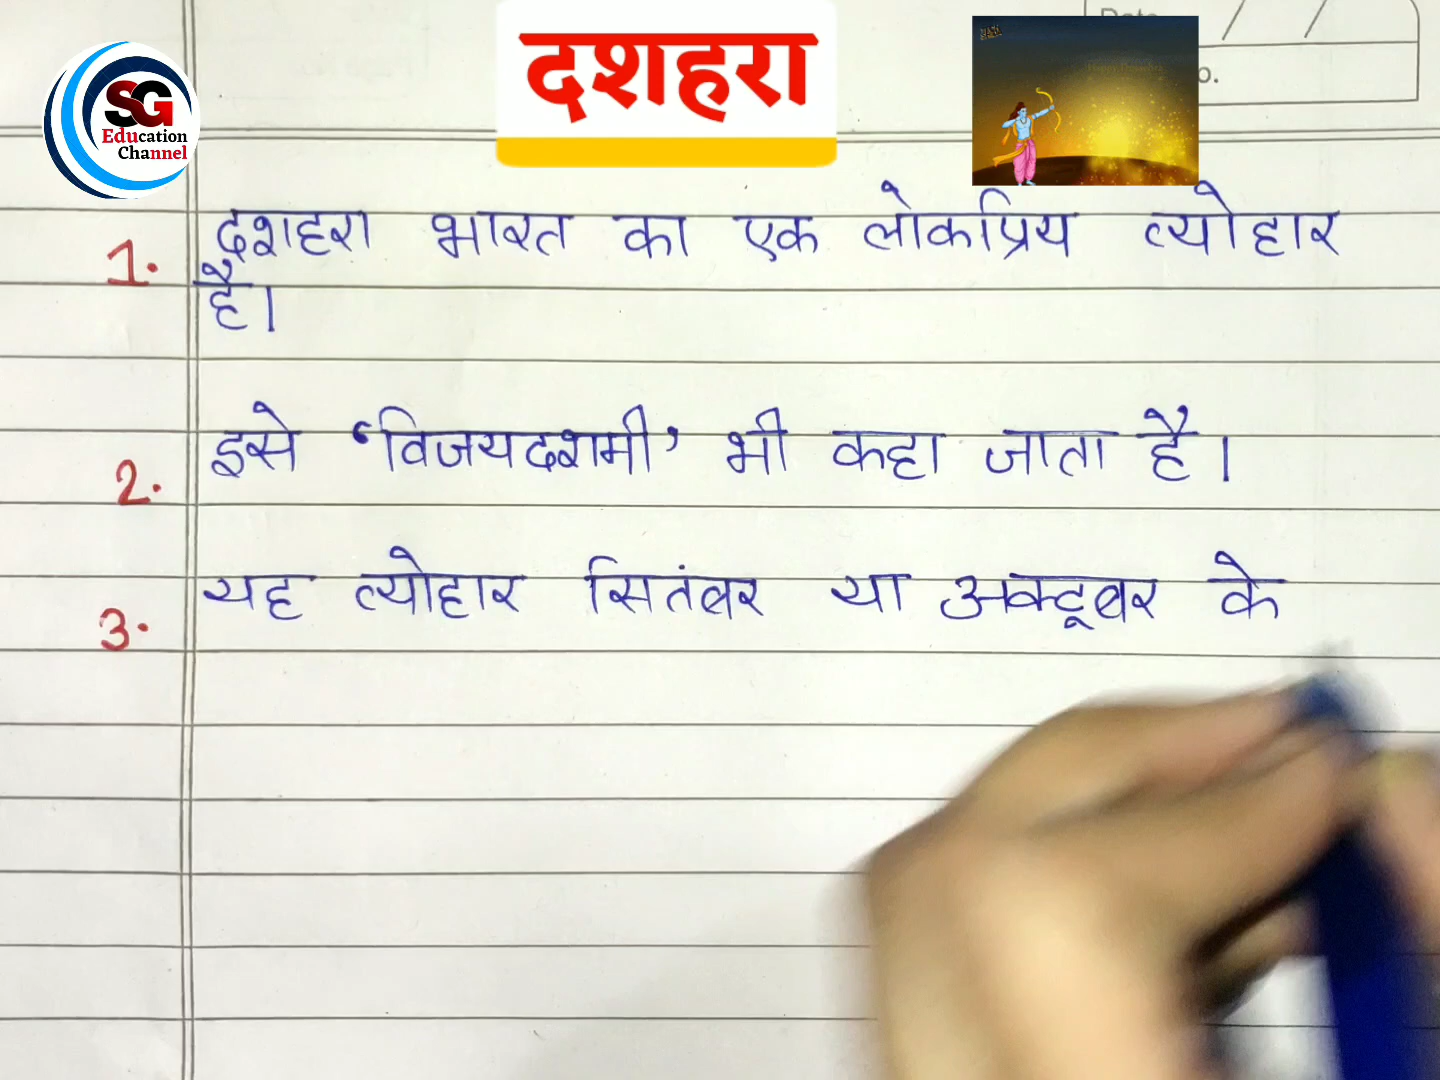 दशहरा
SG
Education
Channel
o.
1. दशहरा भारत का एक लोकप्रिय त्योहार
है।
2. इसे ‘विजयदशमी’ भी कहा जाता है।
3. यह त्योहार सितंबर या अक्टूबर के